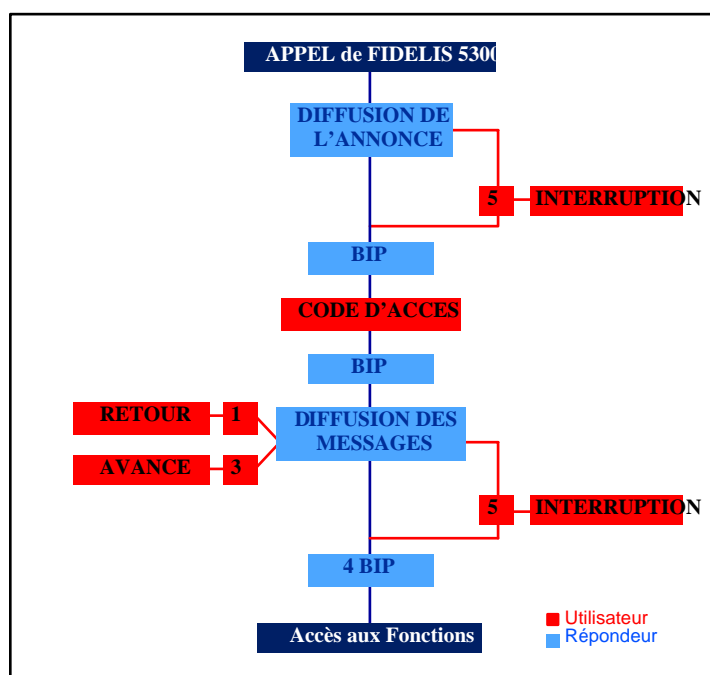 APPEL de FIDELIS 5300
DIFFUSION DE
L'ANNONCE
5 INTERRUPTION
BIP
CODE D'ACCES
BIP
RETOUR 1
DIFFUSION DES
MESSAGES
AVANCE 3
5 INTERRUPTION
4 BIP
Accès aux Fonctions
Utilisateur
Répondeur